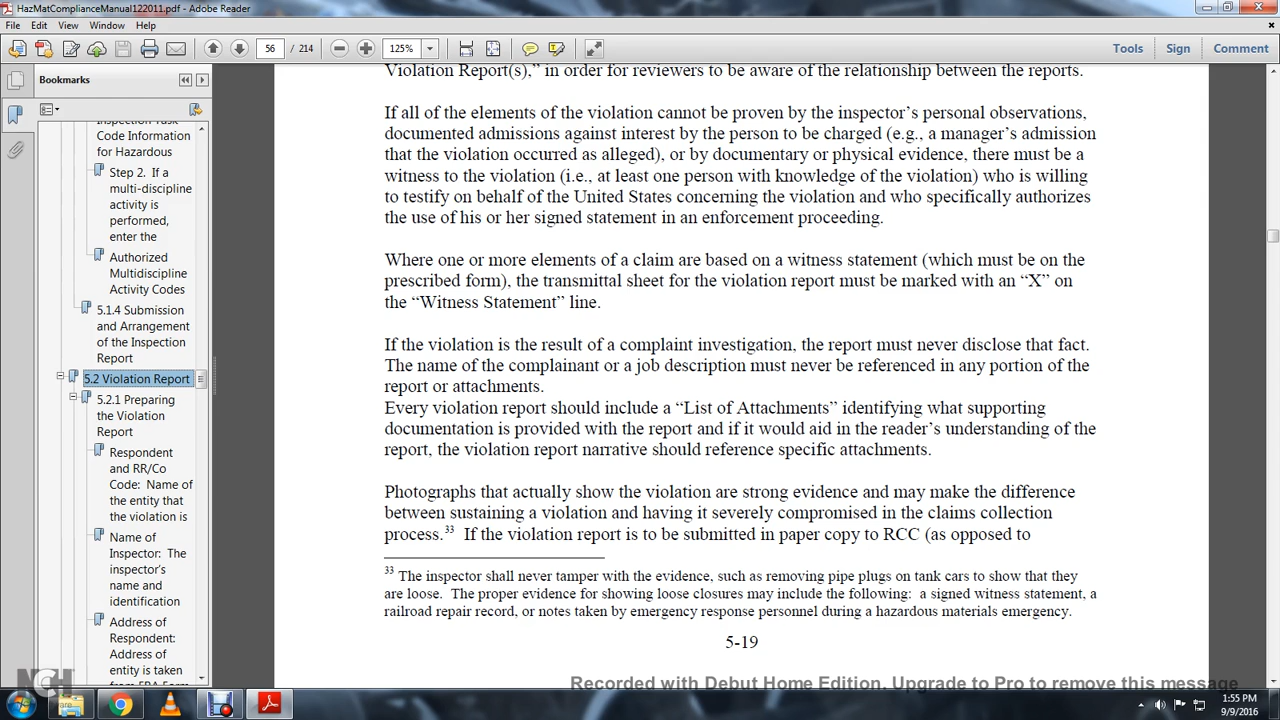 HazMatComplianceManual122011.pdf - Adobe Reader
File Edit View Window Help
56 / 214 125% Tools Sign Comment
Bookmarks
Inspection Task
Code Information
for Hazardous
Step 2. If a
multi-discipline
activity is
performed,
enter the
Authorized
Multidiscipline
Activity Codes
5.1.4 Submission
and Arrangement
of the Inspection
Report
5.2 Violation Report
5.2.1 Preparing
the Violation
Report
Respondent
and RR/Co
Code: Name of
the entity that
the violation is
Name of
Inspector: The
inspector's
name and
identification
Address of
Respondent:
Address of
entity is taken
from FRA Form
Violation Report(s),” in order for reviewers to be aware of the relationship between the reports.
If all of the elements of the violation cannot be proven by the inspector’s personal observations,
documented admissions against interest by the person to be charged (e.g., a manager’s admission
that the violation occurred as alleged), or by documentary or physical evidence, there must be a
witness to the violation (i.e., at least one person with knowledge of the violation) who is willing
to testify on behalf of the United States concerning the violation and who specifically authorizes
the use of his or her signed statement in an enforcement proceeding.
Where one or more elements of a claim are based on a witness statement (which must be on the
prescribed form), the transmittal sheet for the violation report must be marked with an “X” on
the “Witness Statement” line.
If the violation is the result of a complaint investigation, the report must never disclose that fact.
The name of the complainant or a job description must never be referenced in any portion of the
report or attachments.
Every violation report should include a “List of Attachments” identifying what supporting
documentation is provided with the report and if it would aid in the reader’s understanding of the
report, the violation report narrative should reference specific attachments.
Photographs that actually show the violation are strong evidence and may make the difference
between sustaining a violation and having it severely compromised in the claims collection
process.33 If the violation report is to be submitted in paper copy to RCC (as opposed to
33 The inspector shall never tamper with the evidence, such as removing pipe plugs on tank cars to show that they
are loose. The proper evidence for showing loose closures may include the following: a signed witness statement, a
railroad repair record, or notes taken by emergency response personnel during a hazardous materials emergency.
5-19
Recorded with Debut Home Edition. Upgrade to Pro to remove this message
NCH
1:55 PM
9/9/2016